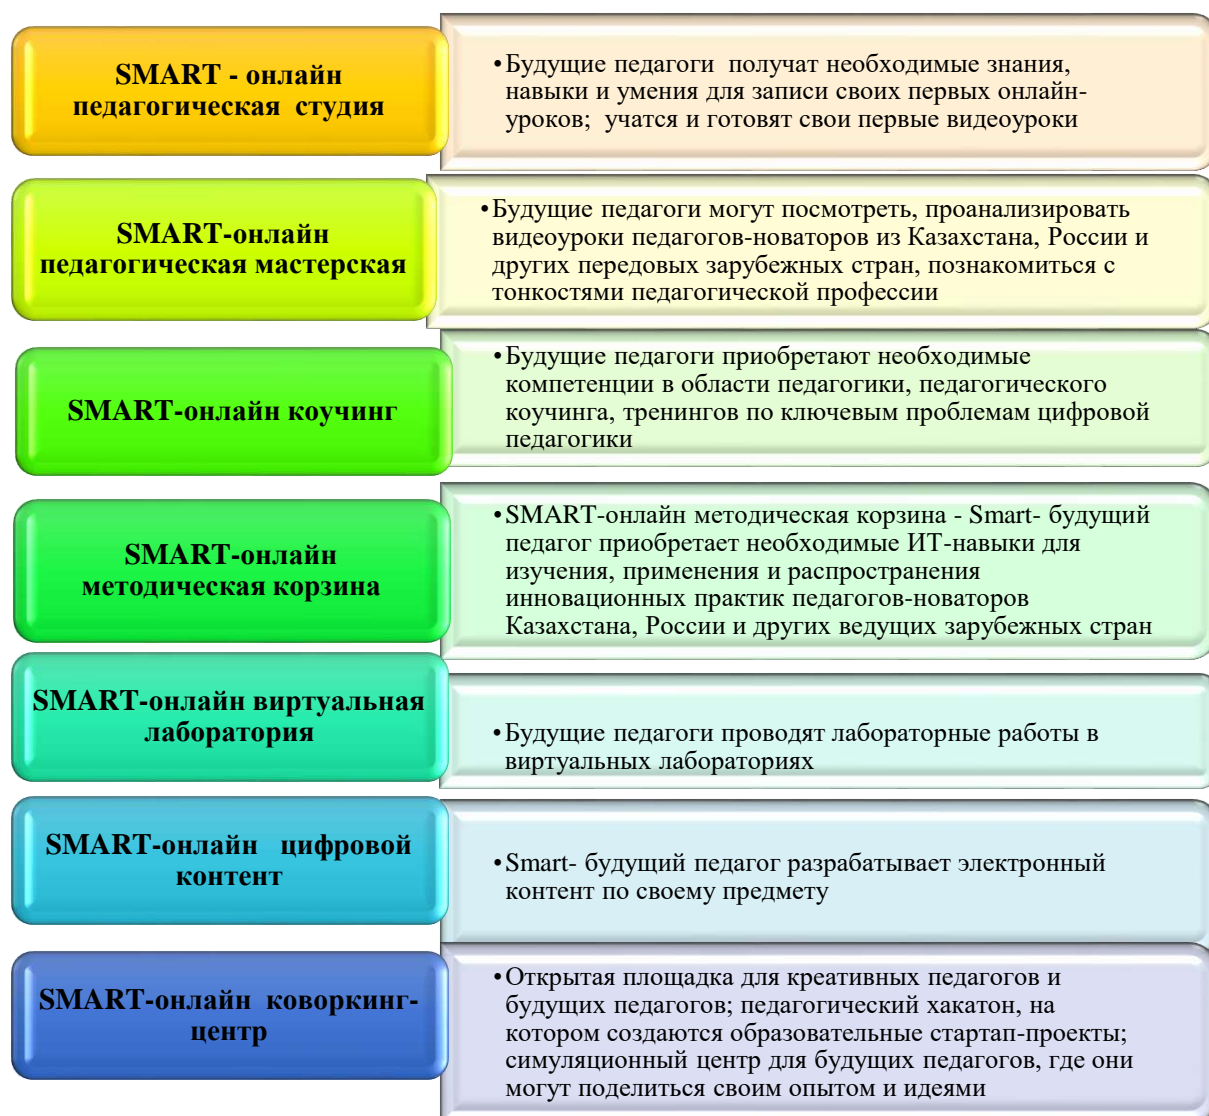 SMART - онлайн
педагогическая студия
•Будущие педагоги получат необходимые знания,
навыки и умения для записи своих первых онлайн-
уроков; учатся и готовят свои первые видеоуроки
SMART-онлайн
педагогическая мастерская
•Будущие педагоги могут посмотреть, проанализировать
видеоуроки педагогов-новаторов из Казахстана, России и
других передовых зарубежных стран, познакомиться с
тонкостями педагогической профессии
SMART-онлайн коучинг
•Будущие педагоги приобретают необходимые
компетенции в области педагогики, педагогического
коучинга, тренингов по ключевым проблемам цифровой
педагогики
SMART-онлайн
методическая корзина
•SMART-онлайн методическая корзина - Smart- будущий
педагог приобретает необходимые ИТ-навыки для
изучения, применения и распространения
инновационных практик педагогов-новаторов
Казахстана, России и других ведущих зарубежных стран
SMART-онлайн виртуальная
лаборатория
•Будущие педагоги проводят лабораторные работы в
виртуальных лабораториях
SMART-онлайн цифровой
контент
•Smart- будущий педагог разрабатывает электронный
контент по своему предмету
SMART-онлайн коворкинг-
центр
•Открытая площадка для креативных педагогов и
будущих педагогов; педагогический хакатон, на
котором создаются образовательные стартап-проекты;
симуляционный центр для будущих педагогов, где они
могут поделиться своим опытом и идеями